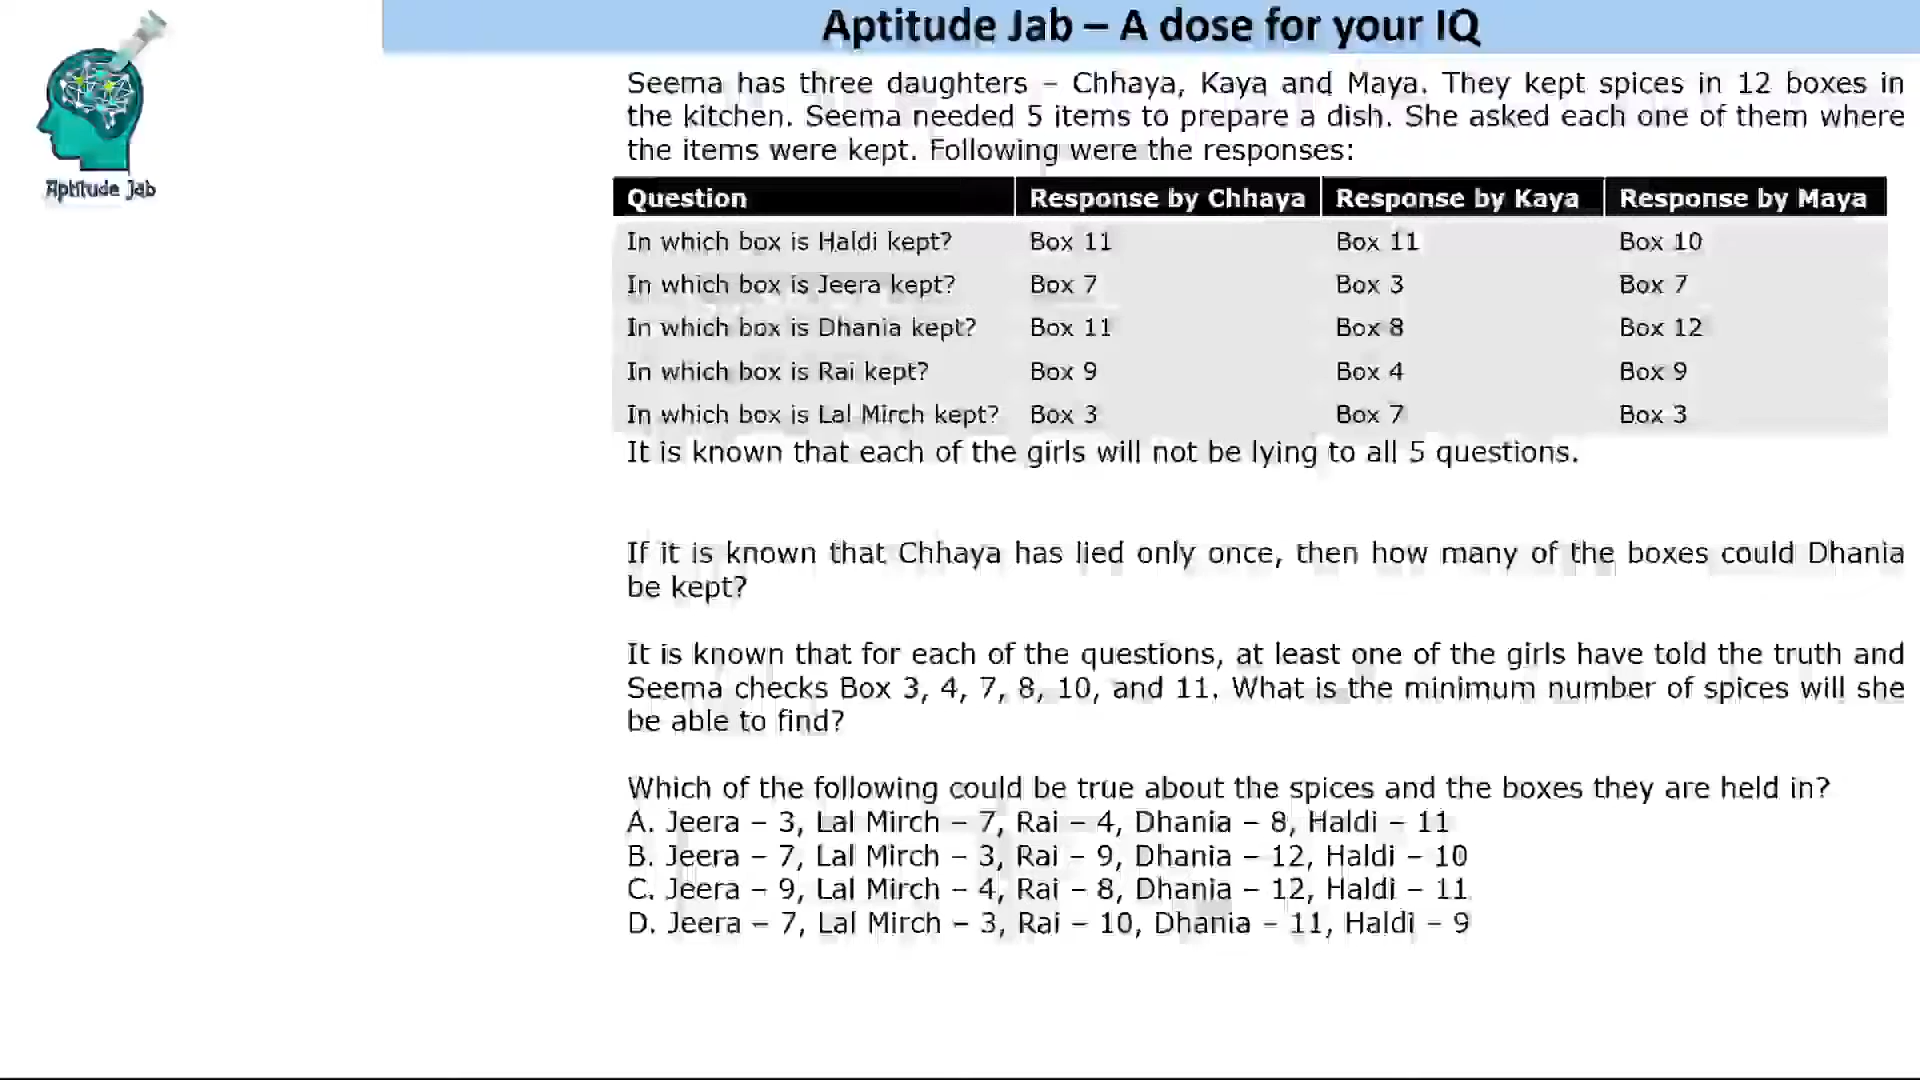 Aptitude Jab – A dose for your IQ
Aptitude Jab
Seema has three daughters – Chhaya, Kaya and Maya. They kept spices in 12 boxes in
the kitchen. Seema needed 5 items to prepare a dish. She asked each one of them where
the items were kept. Following were the responses:
Question Response by Chhaya Response by Kaya Response by Maya
In which box is Haldi kept? Box 11 Box 11 Box 10
In which box is Jeera kept? Box 7 Box 3 Box 7
In which box is Dhania kept? Box 11 Box 8 Box 12
In which box is Rai kept? Box 9 Box 4 Box 9
In which box is Lal Mirch kept? Box 3 Box 7 Box 3
It is known that each of the girls will not be lying to all 5 questions.
If it is known that Chhaya has lied only once, then how many of the boxes could Dhania
be kept?
It is known that for each of the questions, at least one of the girls have told the truth and
Seema checks Box 3, 4, 7, 8, 10, and 11. What is the minimum number of spices will she
be able to find?
Which of the following could be true about the spices and the boxes they are held in?
A. Jeera – 3, Lal Mirch – 7, Rai – 4, Dhania – 8, Haldi – 11
B. Jeera – 7, Lal Mirch – 3, Rai – 9, Dhania – 12, Haldi – 10
C. Jeera – 9, Lal Mirch – 4, Rai – 8, Dhania – 12, Haldi – 11
D. Jeera – 7, Lal Mirch – 3, Rai – 10, Dhania – 11, Haldi – 9